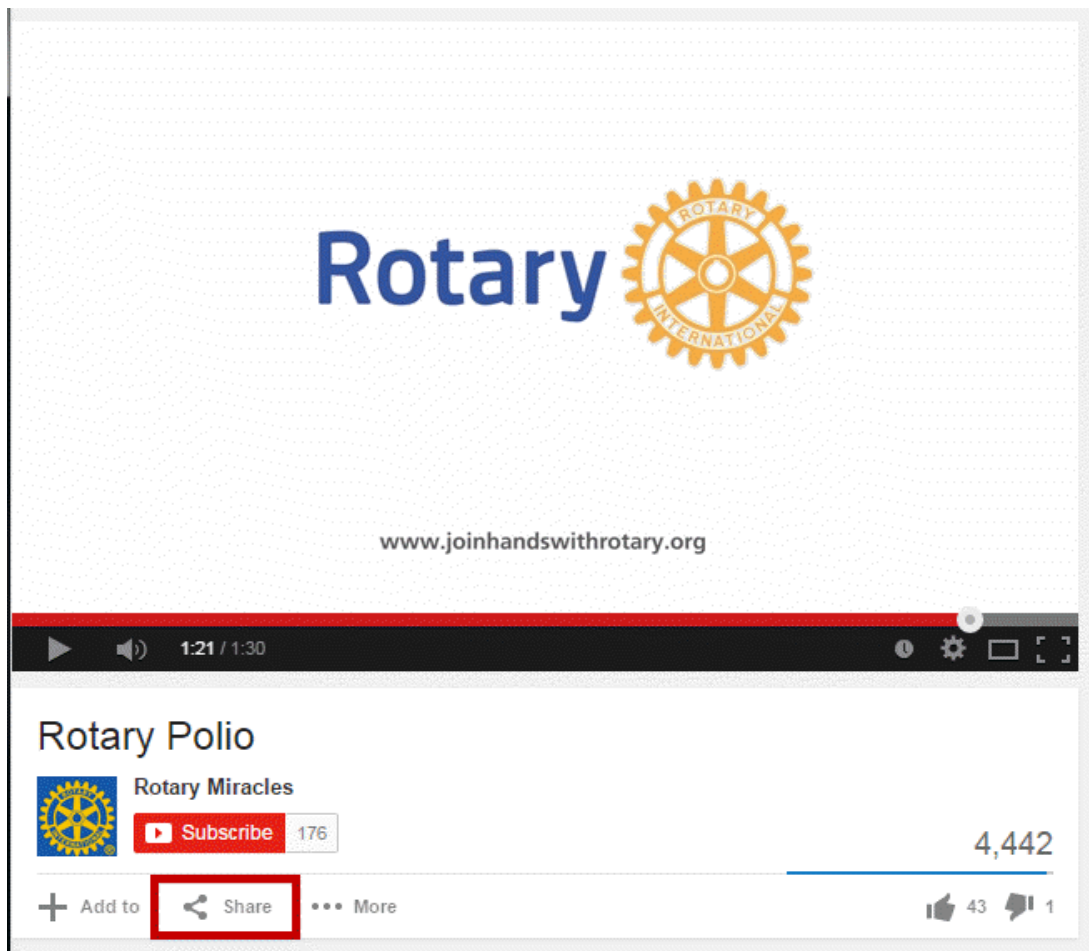 Rotary
ROTARY
INTERNATIONAL
www.joinhandswithrotary.org
1:21 / 1:30
Rotary Polio
Rotary Miracles
Subscribe 176
4,442
Add to Share More 43 1